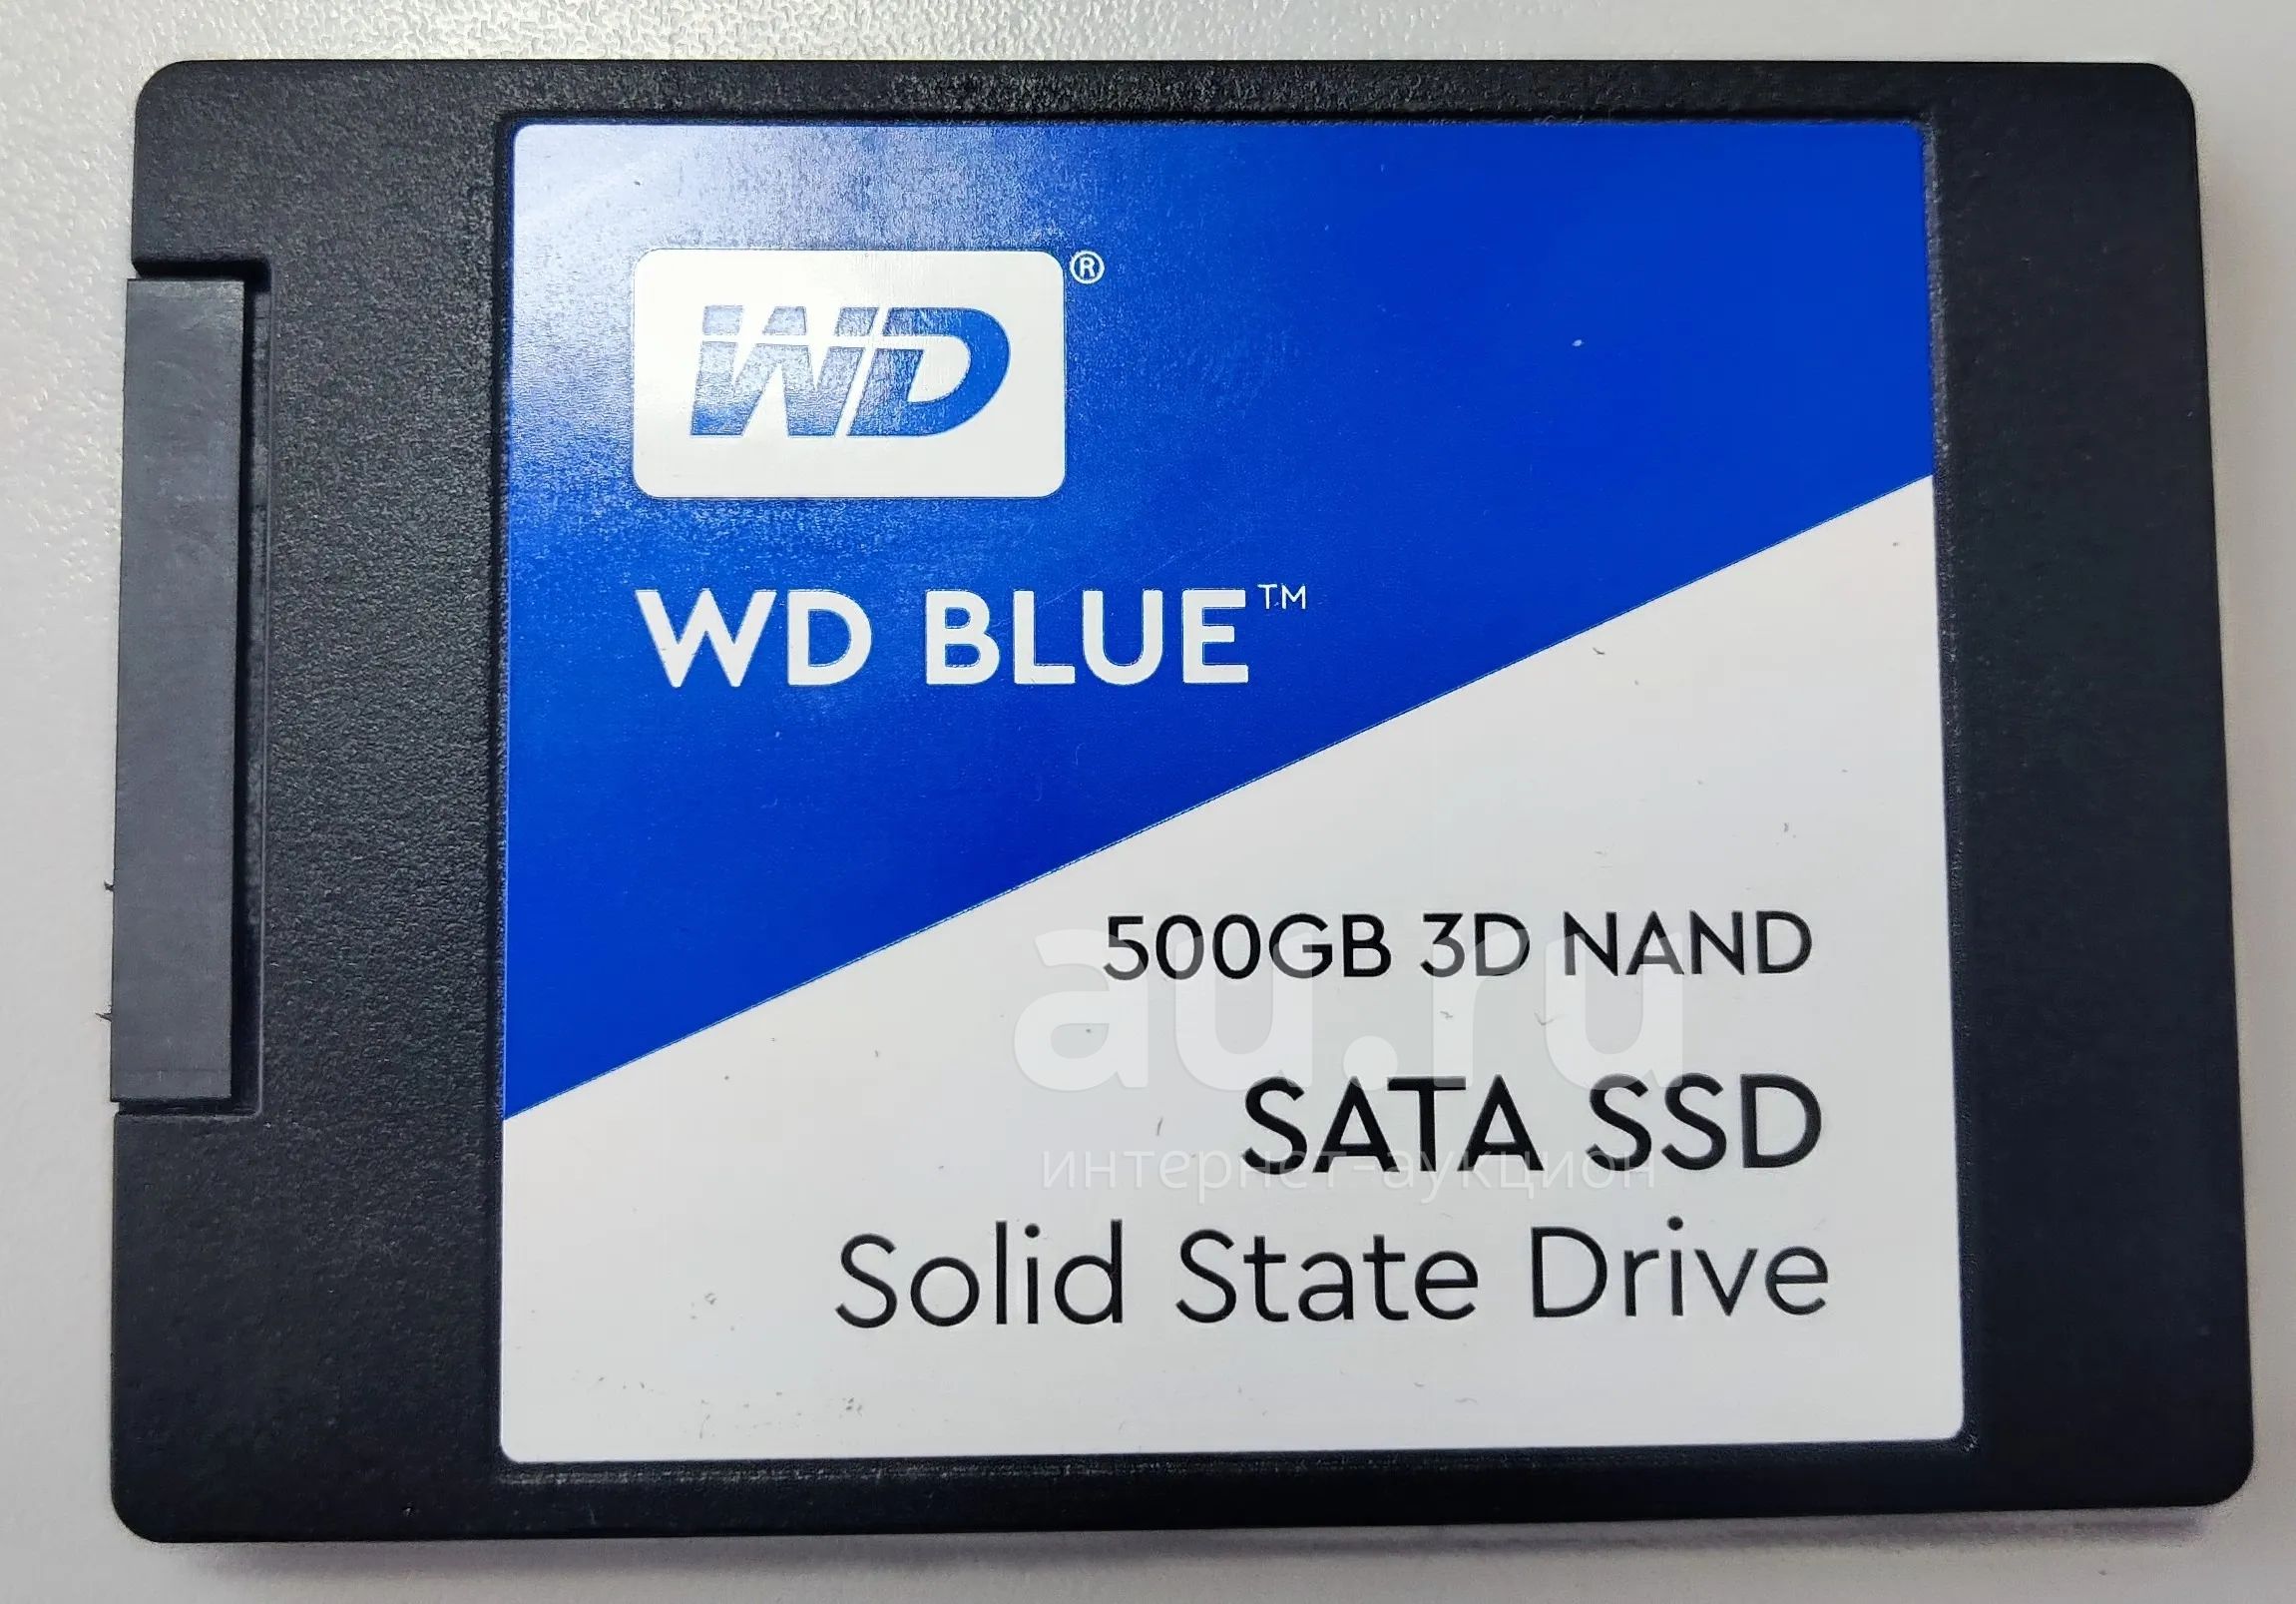 WD®
WD BLUE™
500GB 3D NAND
au.ru
SATA SSD
интернет-аукцион
Solid State Drive